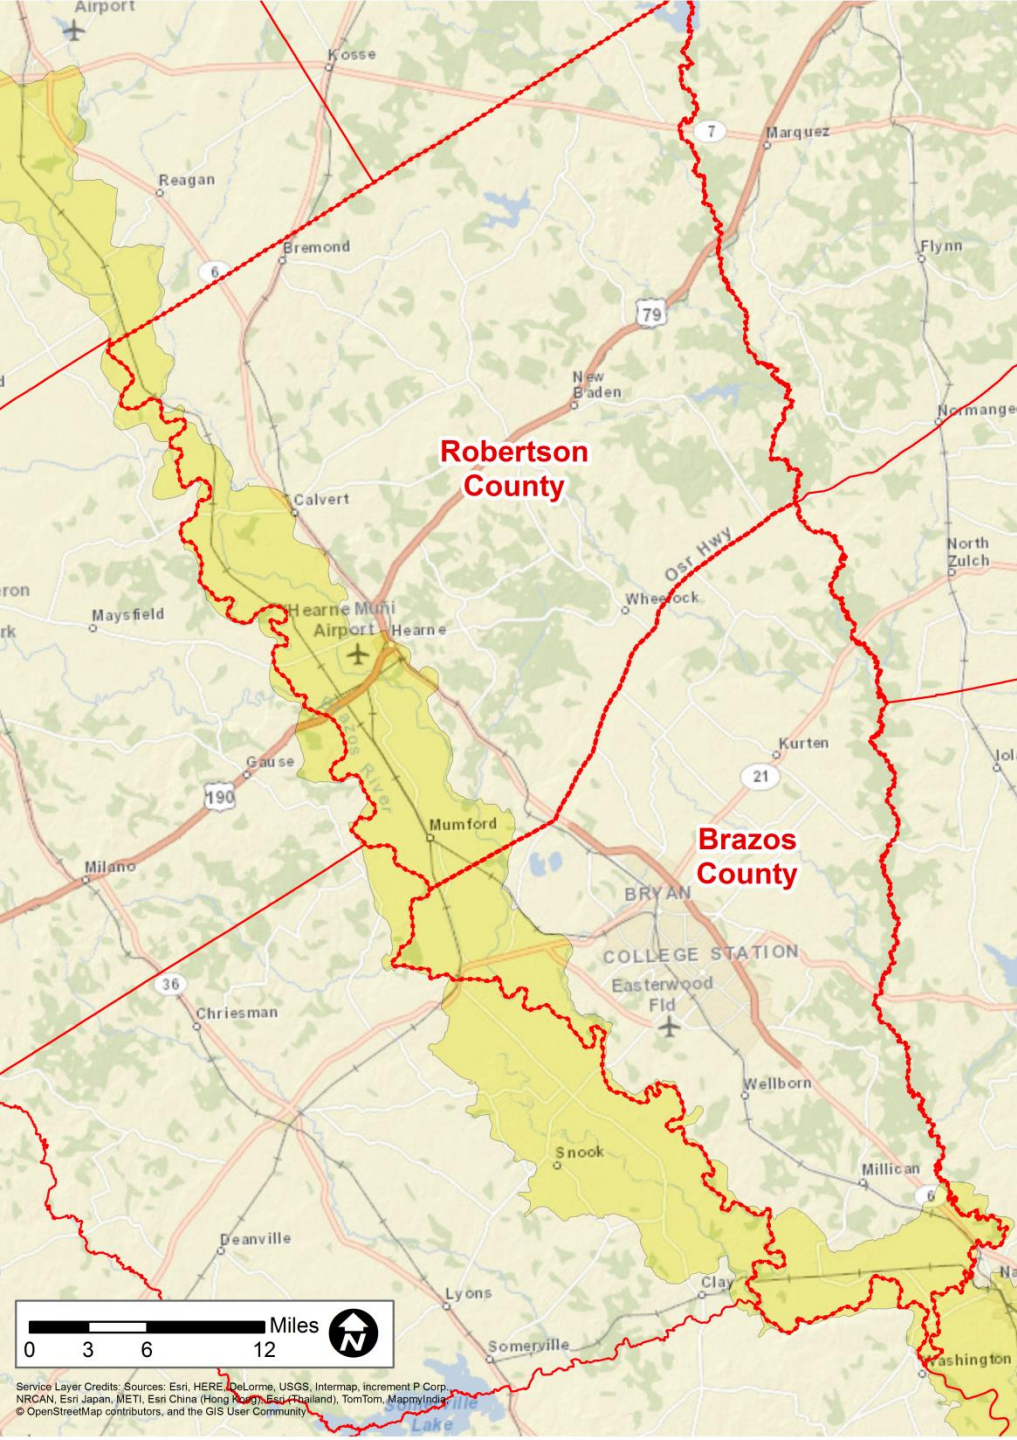 Airport
Kosse
7
Marquez
Reagan
Bremond
Flynn
6
79
New
Baden
Normange
Robertson
County
Calvert
Osr Hwy
North
Zulch
Wheelock
Maysfield
Hearne Muni
Airport
Hearne
Brazos River
Kurten
Gause
21
190
Mumford
Brazos
County
Milano
BRYAN
COLLEGE STATION
36
Easterwood
Fld
Chriesman
Wellborn
Snook
Millican
6
Deanville
Clay
Na
Lyons
Miles
0 3 6 12
N
Somerville
Washington
Service Layer Credits: Sources: Esri, HERE, DeLorme, USGS, Intermap, increment P Corp.,
NRCAN, Esri Japan, METI, Esri China (Hong Kong), Esri (Thailand), TomTom, MapmyIndia,
© OpenStreetMap contributors, and the GIS User Community
Somerville
Lake